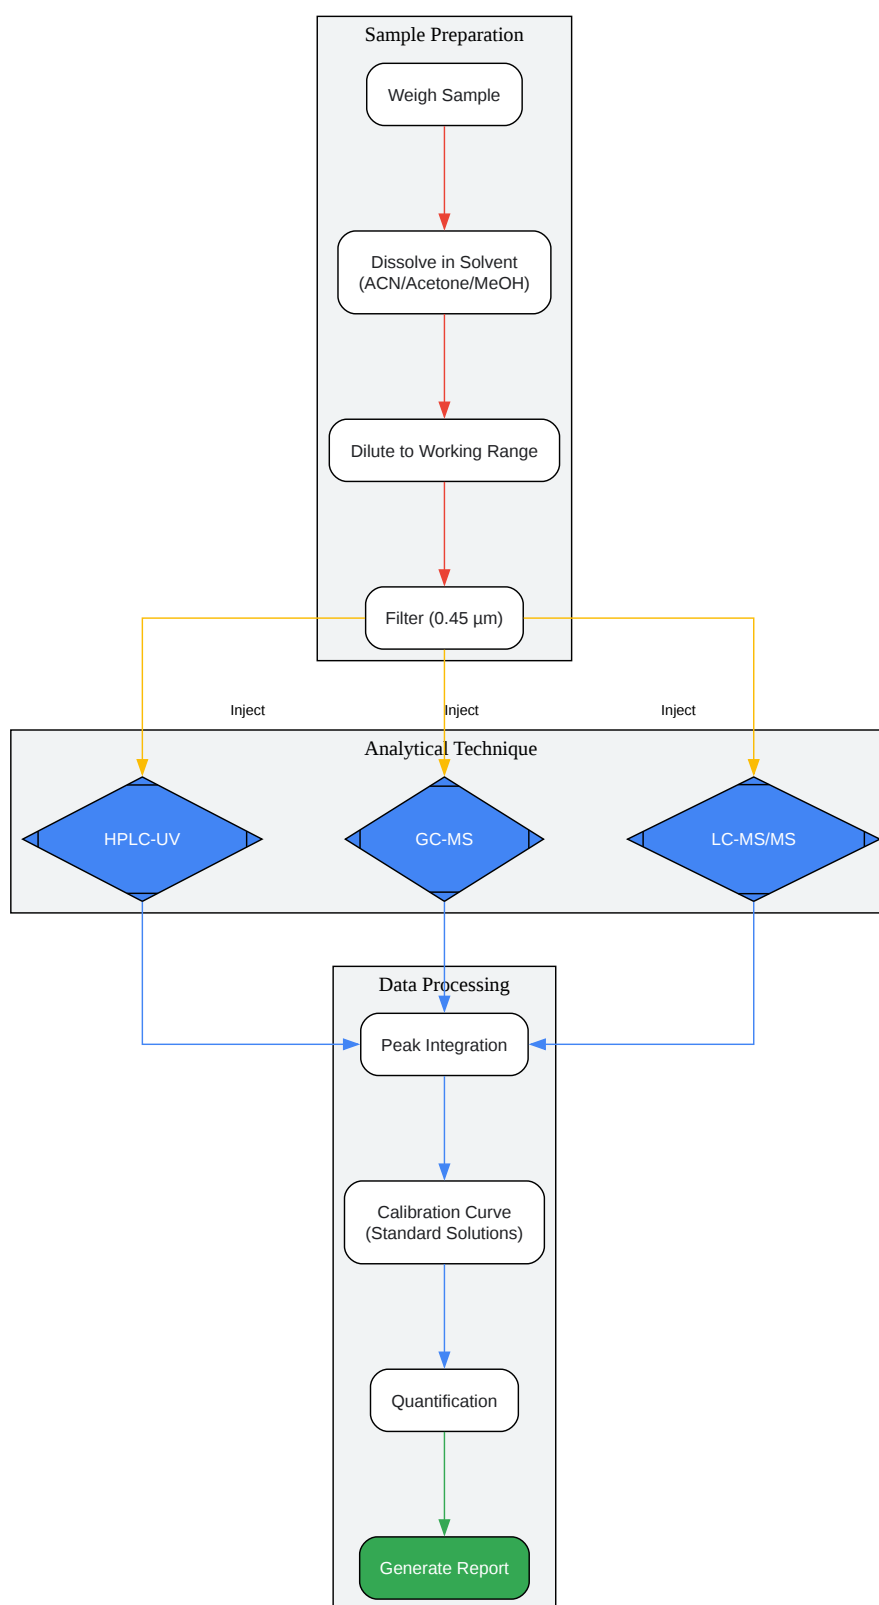 Sample Preparation
Weigh Sample
Dissolve in Solvent
(ACN/Acetone/MeOH)
Dilute to Working Range
Filter (0.45 µm)
Inject
Inject
Inject
Analytical Technique
HPLC-UV
GC-MS
LC-MS/MS
Data Processing
Peak Integration
Calibration Curve
(Standard Solutions)
Quantification
Generate Report